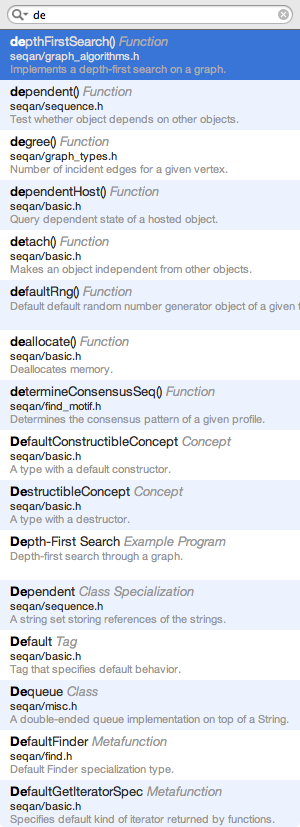 de
depthFirstSearch() Function
seqan/graph_algorithms.h
Implements a depth-first search on a graph.
dependent() Function
seqan/sequence.h
Test whether object depends on other objects.
degree() Function
seqan/graph_types.h
Number of incident edges for a given vertex.
dependentHost() Function
seqan/basic.h
Query dependent state of a hosted object.
detach() Function
seqan/basic.h
Makes an object independent from other objects.
defaultRng() Function
Default default random number generator object of a given
deallocate() Function
seqan/basic.h
Deallocates memory.
determineConsensusSeq() Function
seqan/find_motif.h
Determines the consensus pattern of a given profile.
DefaultConstructibleConcept Concept
seqan/basic.h
A type with a default constructor.
DestructibleConcept Concept
seqan/basic.h
A type with a destructor.
Depth-First Search Example Program
Depth-first search through a graph.
Dependent Class Specialization
seqan/sequence.h
A string set storing references of the strings.
Default Tag
seqan/basic.h
Tag that specifies default behavior.
Dequeue Class
seqan/misc.h
A double-ended queue implementation on top of a String.
DefaultFinder Metafunction
seqan/find.h
Default Finder specialization type.
DefaultGetIteratorSpec Metafunction
seqan/basic.h
Specifies default kind of iterator returned by functions.